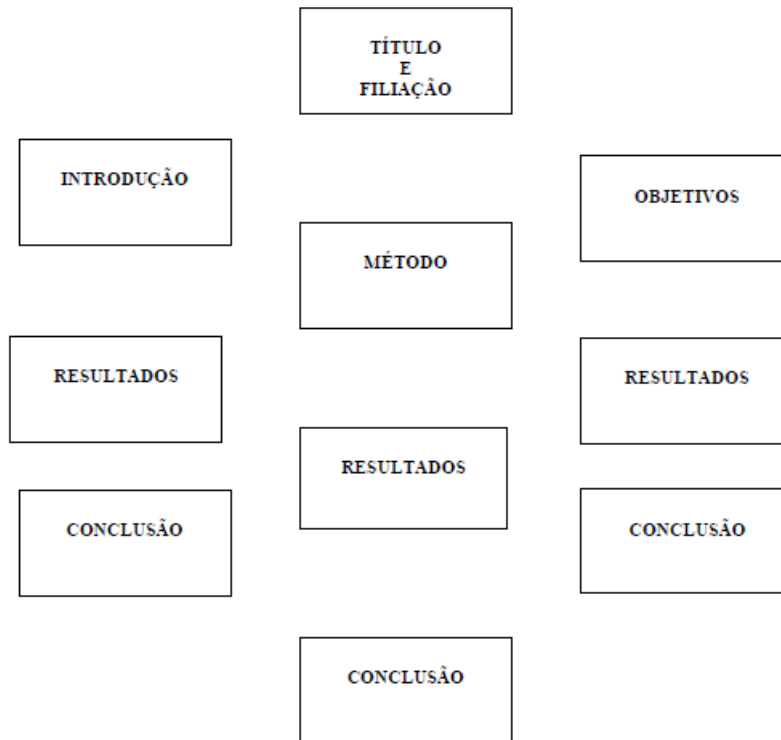 TÍTULO
E
FILIAÇÃO
INTRODUÇÃO
OBJETIVOS
MÉTODO
RESULTADOS
RESULTADOS
RESULTADOS
CONCLUSÃO
CONCLUSÃO
CONCLUSÃO